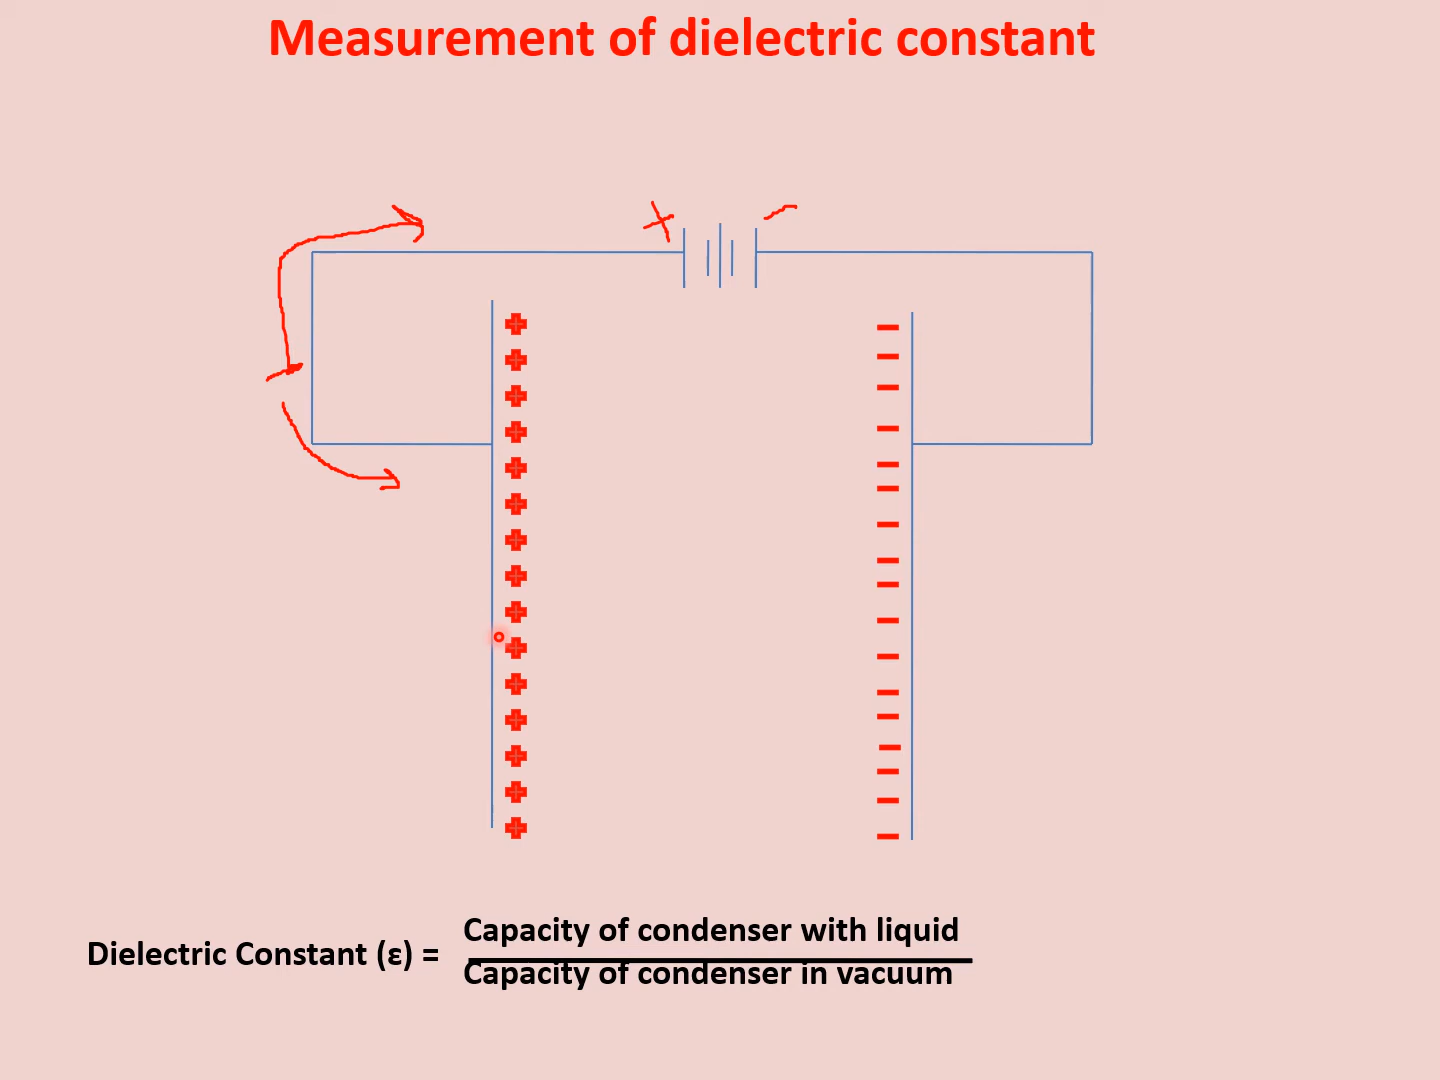 Measurement of dielectric constant
Dielectric Constant (ε) =
Capacity of condenser with liquid
Capacity of condenser in vacuum